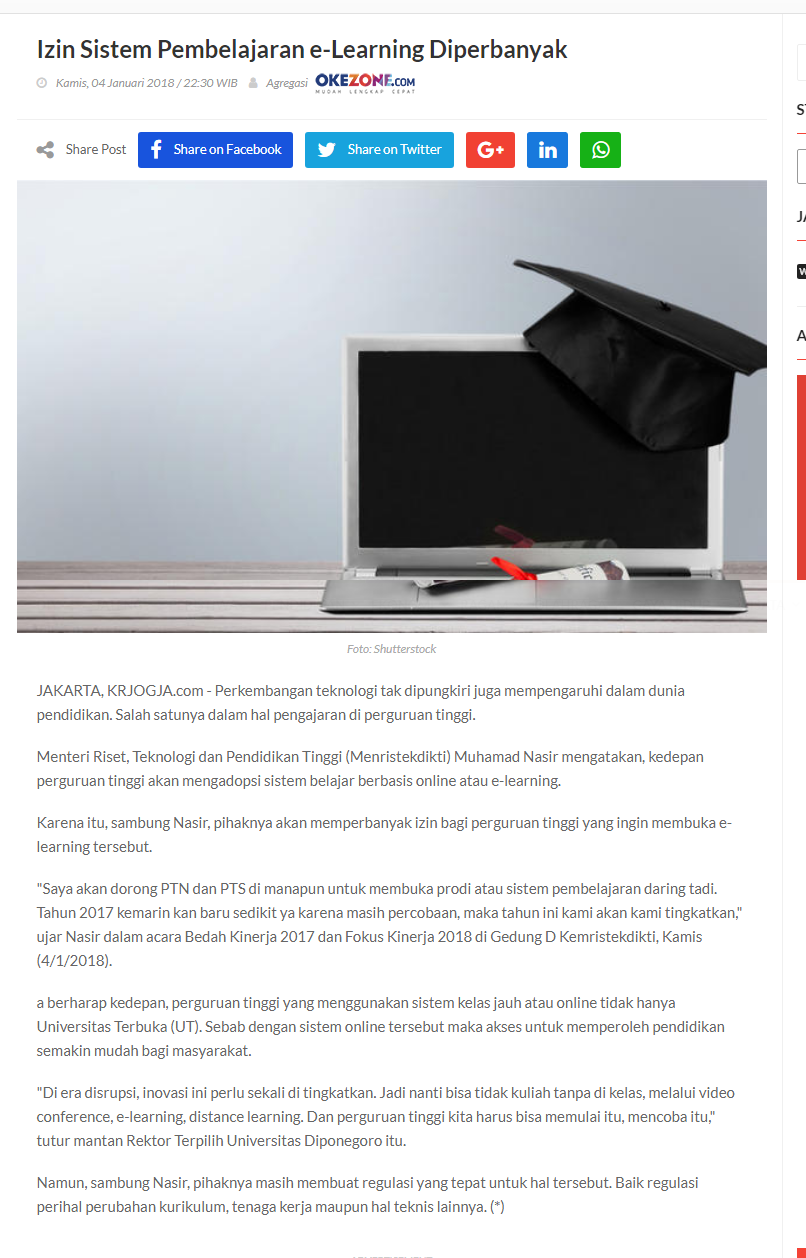 Izin Sistem Pembelajaran e-Learning Diperbanyak
Kamis, 04 Januari 2018 / 22:30 WIB Agregasi OKEZONE.COM
MUDAH LENGKAP CEPAT
Share Post Share on Facebook Share on Twitter G+ in
Foto: Shutterstock
JAKARTA, KRJOGJA.com - Perkembangan teknologi tak dipungkiri juga mempengaruhi dalam dunia
pendidikan. Salah satunya dalam hal pengajaran di perguruan tinggi.
Menteri Riset, Teknologi dan Pendidikan Tinggi (Menristekdikti) Muhamad Nasir mengatakan, kedepan
perguruan tinggi akan mengadopsi sistem belajar berbasis online atau e-learning.
Karena itu, sambung Nasir, pihaknya akan memperbanyak izin bagi perguruan tinggi yang ingin membuka e-
learning tersebut.
"Saya akan dorong PTN dan PTS di manapun untuk membuka prodi atau sistem pembelajaran daring tadi.
Tahun 2017 kemarin kan baru sedikit ya karena masih percobaan, maka tahun ini kami akan kami tingkatkan,"
ujar Nasir dalam acara Bedah Kinerja 2017 dan Fokus Kinerja 2018 di Gedung D Kemristekdikti, Kamis
(4/1/2018).
a berharap kedepan, perguruan tinggi yang menggunakan sistem kelas jauh atau online tidak hanya
Universitas Terbuka (UT). Sebab dengan sistem online tersebut maka akses untuk memperoleh pendidikan
semakin mudah bagi masyarakat.
"Di era disrupsi, inovasi ini perlu sekali di tingkatkan. Jadi nanti bisa tidak kuliah tanpa di kelas, melalui video
conference, e-learning, distance learning. Dan perguruan tinggi kita harus bisa memulai itu, mencoba itu,"
tutur mantan Rektor Terpilih Universitas Diponegoro itu.
Namun, sambung Nasir, pihaknya masih membuat regulasi yang tepat untuk hal tersebut. Baik regulasi
perihal perubahan kurikulum, tenaga kerja maupun hal teknis lainnya. (*)